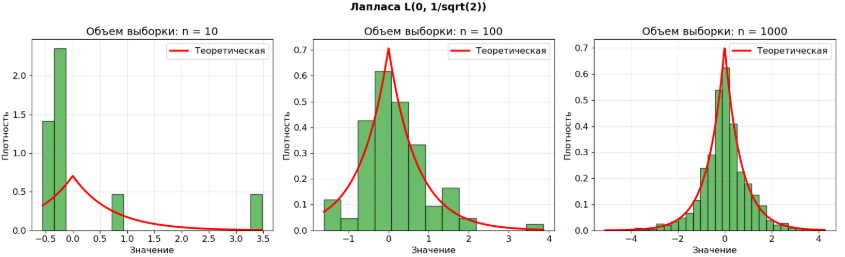 Лапласа L(0, 1/sqrt(2))
Объем выборки: n = 10
Теоретическая
Плотность
2.0
1.5
1.0
0.5
0.0
−0.5 0.0 0.5 1.0 1.5 2.0 2.5 3.0 3.5
Значение
Объем выборки: n = 100
Теоретическая
Плотность
0.7
0.6
0.5
0.4
0.3
0.2
0.1
0.0
−1 0 1 2 3 4
Значение
Объем выборки: n = 1000
Теоретическая
Плотность
0.7
0.6
0.5
0.4
0.3
0.2
0.1
0.0
−4 −2 0 2 4
Значение